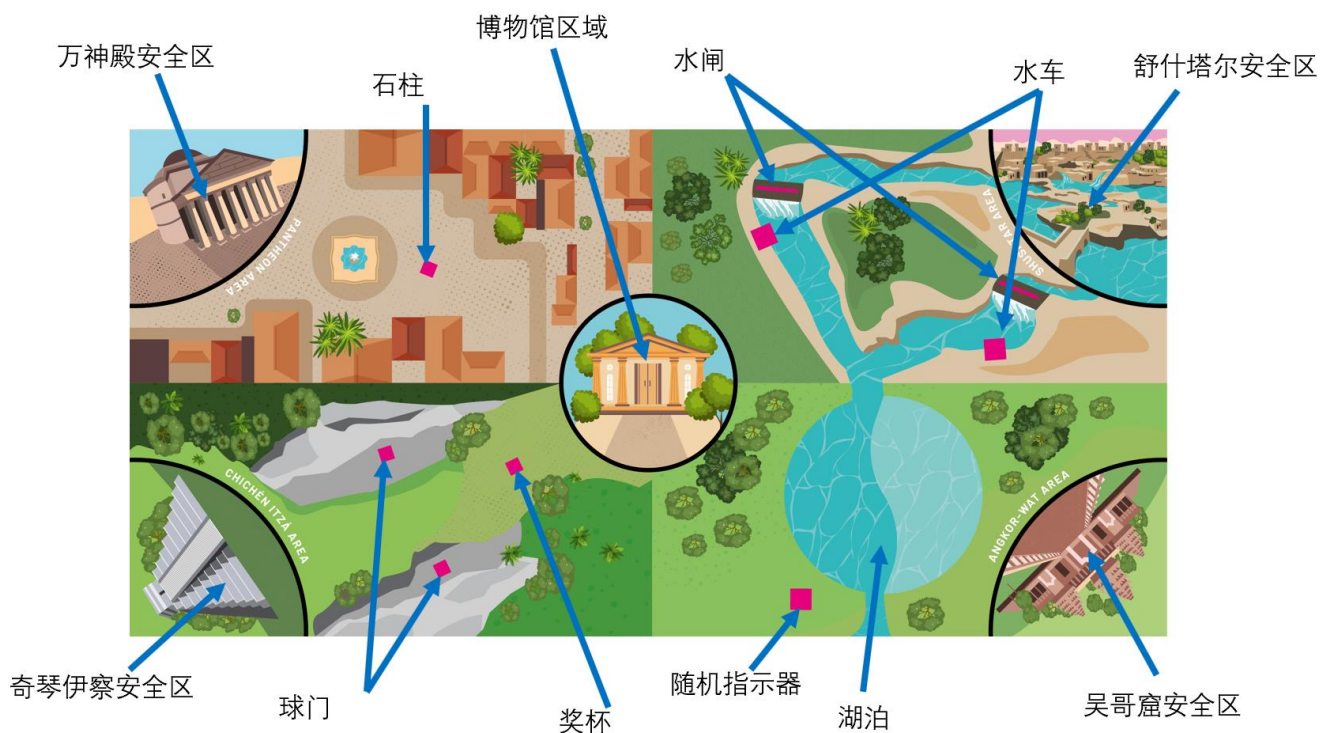 博物馆区域
万神殿安全区
石柱
水闸
水车
舒什塔尔安全区
PANTHEON AREA
CHICHÉN ITZÁ AREA
ANGKOR-WAT AREA
奇琴伊察安全区
球门
奖杯
随机指示器
湖泊
吴哥窟安全区